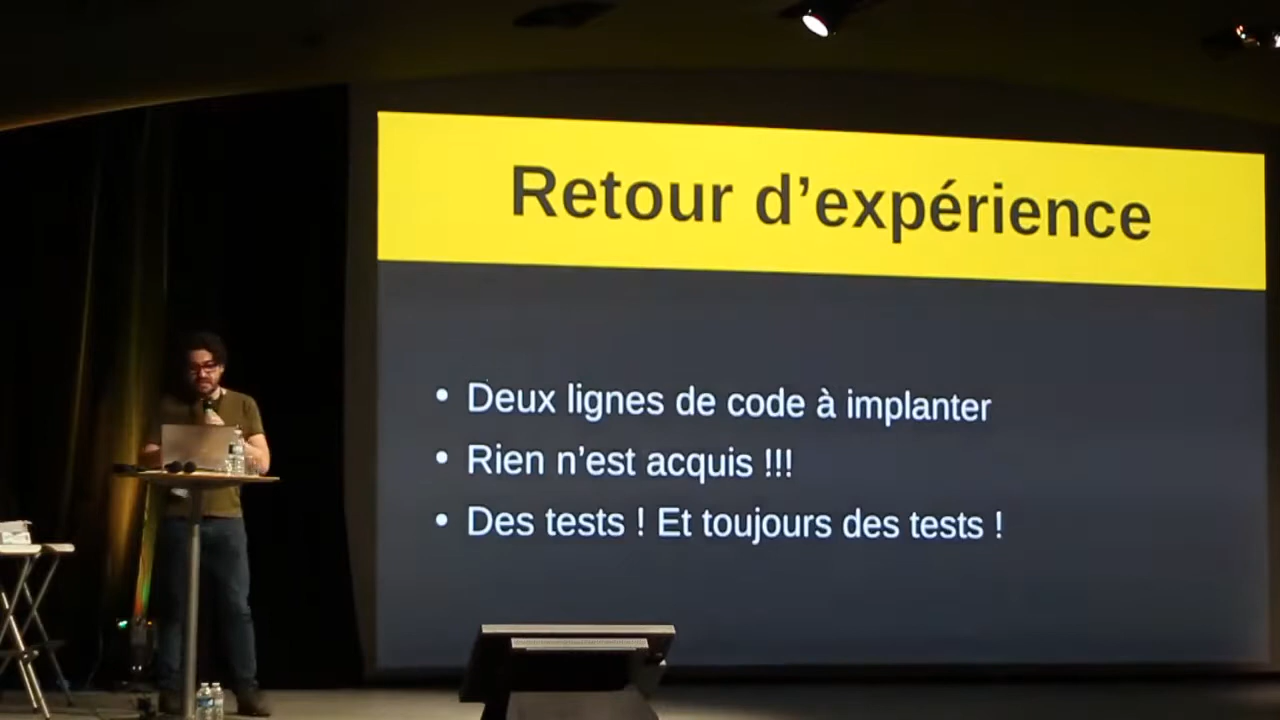 Retour d’expérience
• Deux lignes de code à implanter
• Rien n’est acquis !!!
• Des tests ! Et toujours des tests !